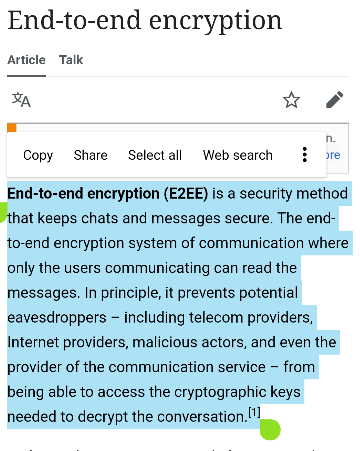 End-to-end encryption
Article Talk
n.
Copy Share Select all Web search
ore
End-to-end encryption (E2EE) is a security method
that keeps chats and messages secure. The end-
to-end encryption system of communication where
only the users communicating can read the
messages. In principle, it prevents potential
eavesdroppers – including telecom providers,
Internet providers, malicious actors, and even the
provider of the communication service – from
being able to access the cryptographic keys
needed to decrypt the conversation.[1]